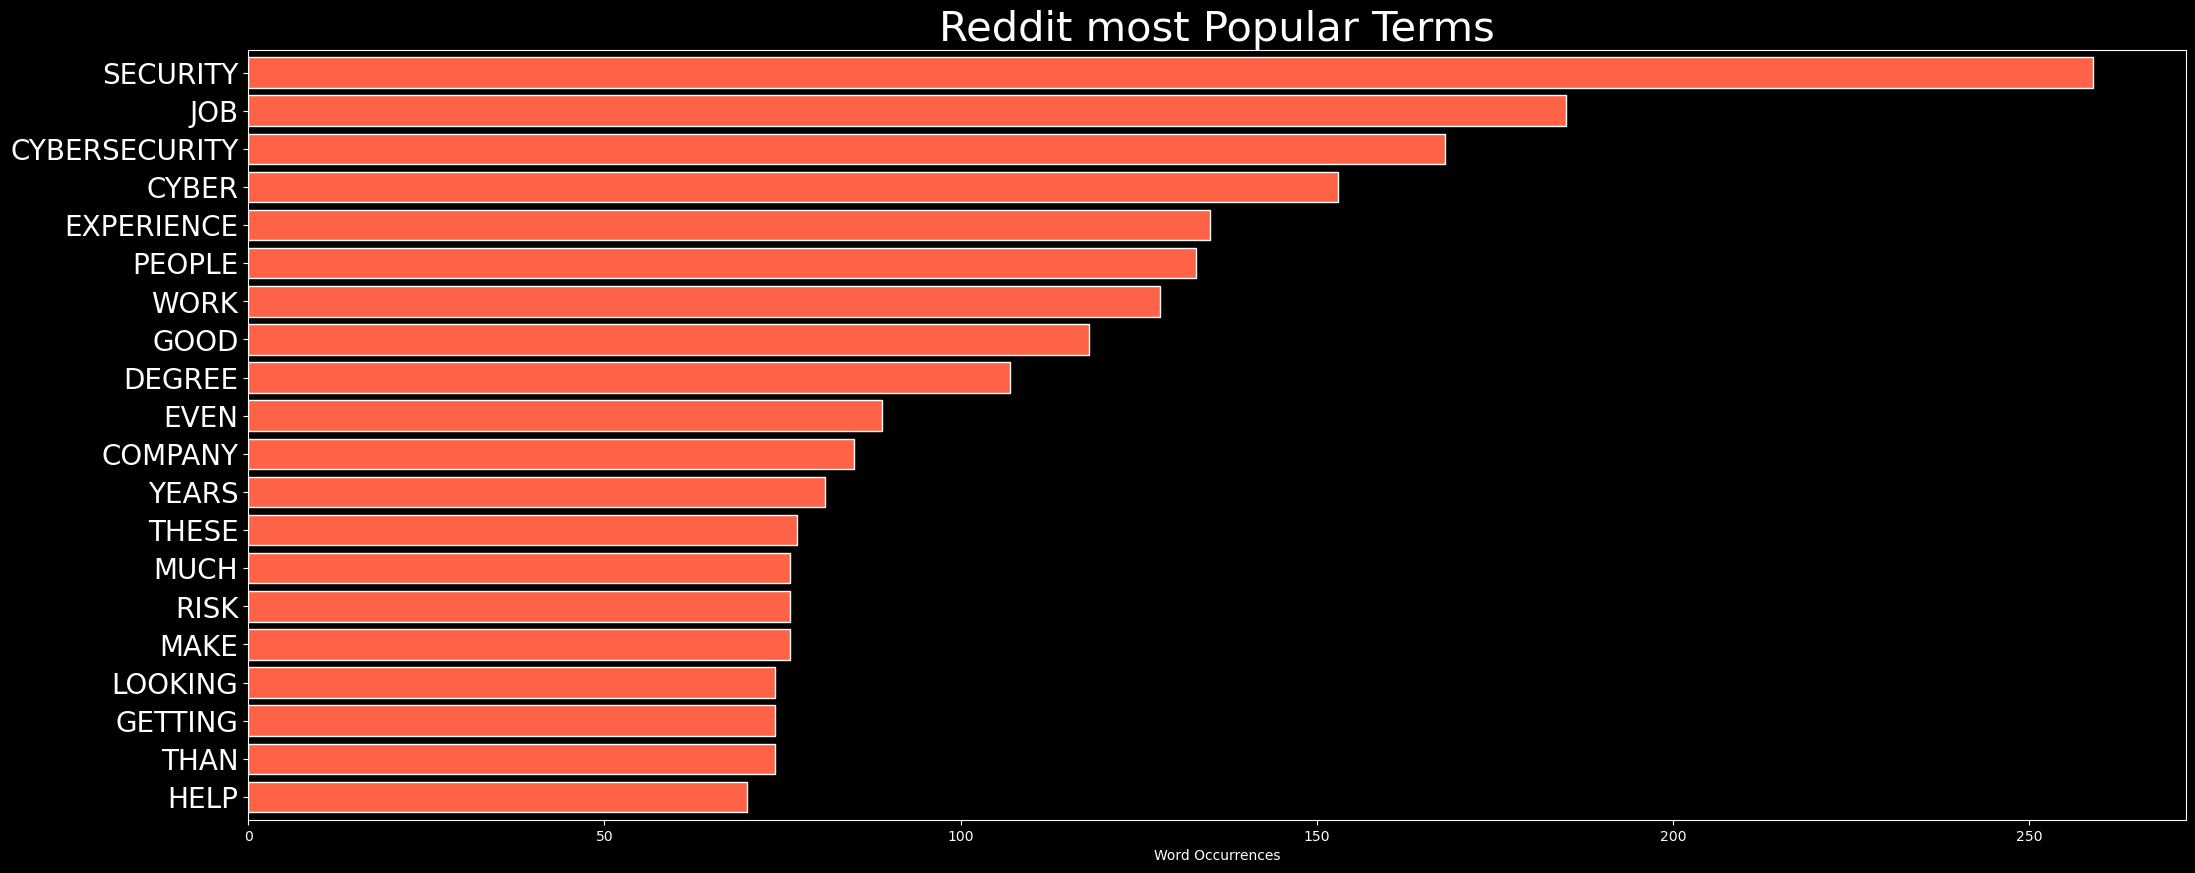 Reddit most Popular Terms
SECURITY
JOB
CYBERSECURITY
CYBER
EXPERIENCE
PEOPLE
WORK
GOOD
DEGREE
EVEN
COMPANY
YEARS
THESE
MUCH
RISK
MAKE
LOOKING
GETTING
THAN
HELP
0 50 100 150 200 250
Word Occurrences